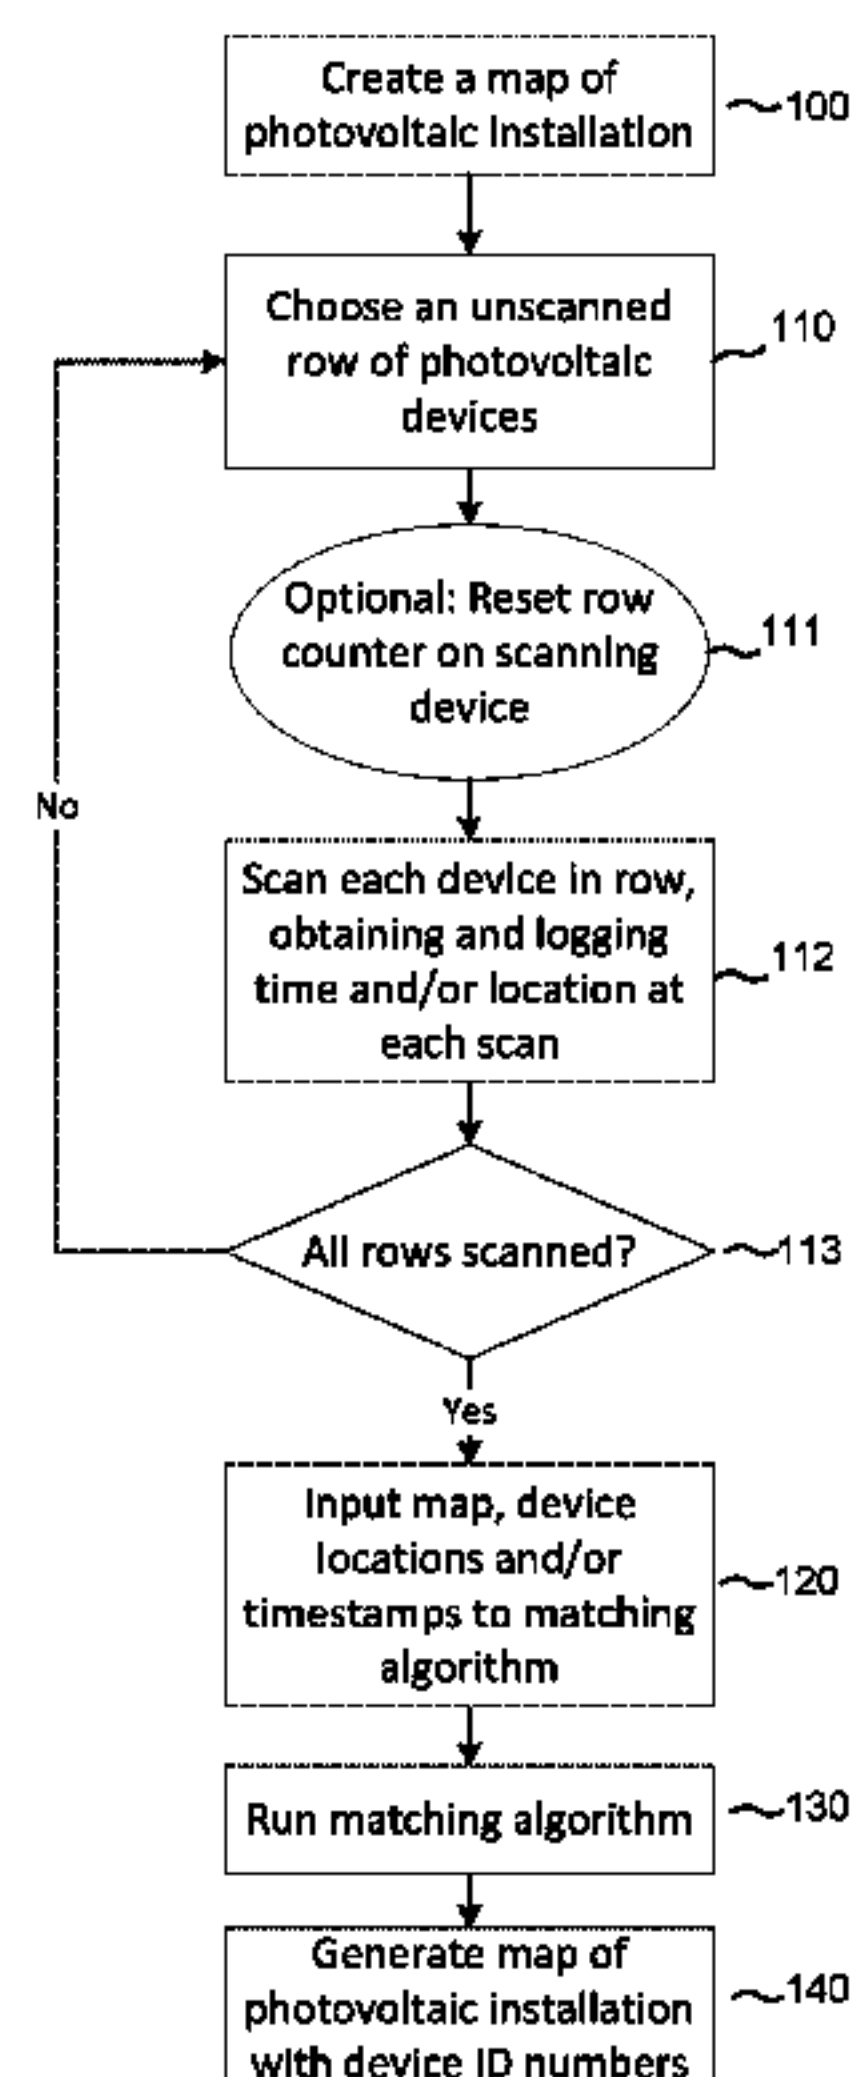 Create a map of
photovoltaic installation
100
Choose an unscanned
row of photovoltaic
devices
110
Optional: Reset row
counter on scanning
device
111
No
Scan each device in row,
obtaining and logging
time and/or location at
each scan
112
All rows scanned?
113
Yes
Input map, device
locations and/or
timestamps to matching
algorithm
120
Run matching algorithm
130
Generate map of
photovoltaic installation
with device ID numbers
140